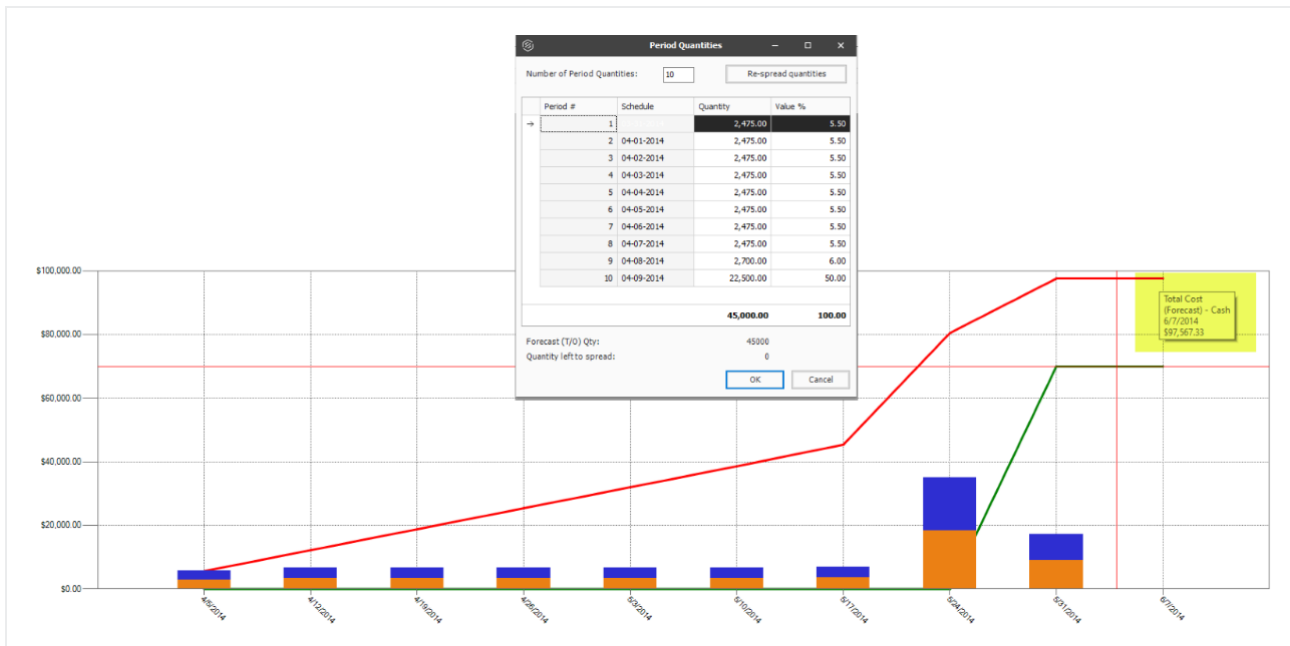 Period Quantities
Number of Period Quantities: 10 Re-spread quantities
Period # Schedule Quantity Value %
1 2,475.00 5.50
2 04-01-2014 2,475.00 5.50
3 04-02-2014 2,475.00 5.50
4 04-03-2014 2,475.00 5.50
5 04-04-2014 2,475.00 5.50
6 04-05-2014 2,475.00 5.50
7 04-06-2014 2,475.00 5.50
8 04-07-2014 2,475.00 5.50
9 04-08-2014 2,700.00 6.00
10 04-09-2014 22,500.00 50.00
45,000.00 100.00
Forecast (T/O) Qty: 45000
Quantity left to spread: 0
OK Cancel
$100,000.00
$80,000.00
$60,000.00
$40,000.00
$20,000.00
$0.00
Total Cost
(Forecast) - Cash
6/7/2014
$97,567.33
4/5/2014 4/12/2014 4/19/2014 4/26/2014 5/3/2014 5/10/2014 5/17/2014 5/24/2014 5/31/2014 6/7/2014